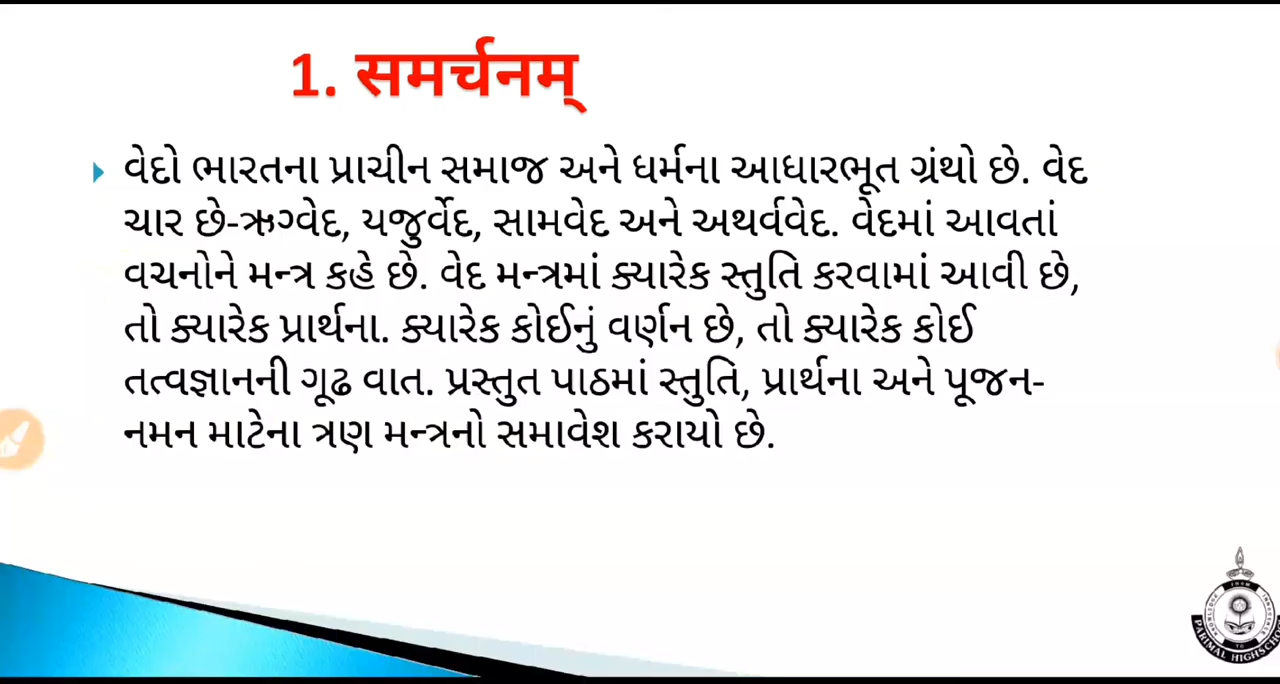 1. समर्चनम्
વેદો ભારતના પ્રાચીન સમાજ અને ધર્મના આધારભૂત ગ્રંથો છે. વેદ
ચાર છે-ઋગ્વેદ, યજુર્વેદ, સામવેદ અને અથર્વવેદ. વેદમાં આવતાં
વચનોને મન્ત્ર કહે છે. વેદ મન્ત્રમાં ક્યારેક સ્તુતિ કરવામાં આવી છે,
તો ક્યારેક પ્રાર્થના. ક્યારેક કોઈનું વર્ણન છે, તો ક્યારેક કોઈ
તત્વજ્ઞાનની ગૂઢ વાત. પ્રસ્તુત પાઠમાં સ્તુતિ, પ્રાર્થના અને પૂજન-
નમન માટેના ત્રણ મન્ત્રનો સમાવેશ કરાયો છે.
PARIMAL HIGHSCHO